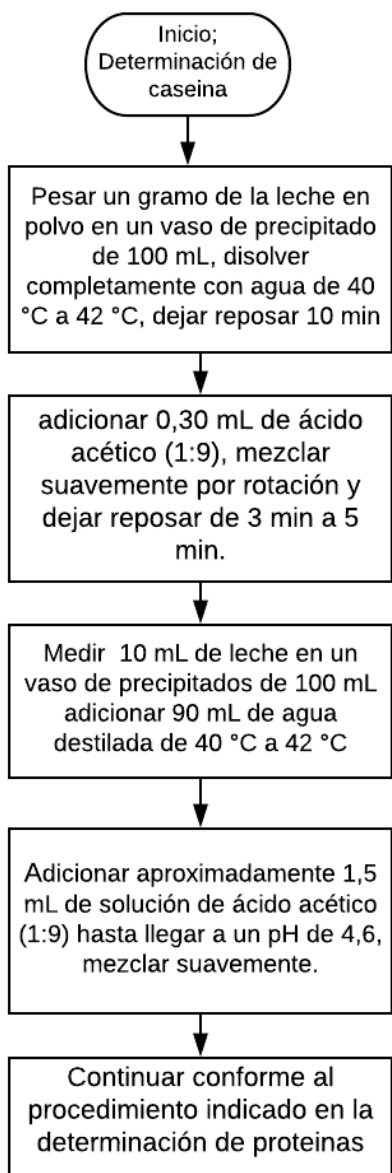 Inicio;
Determinación de
caseina
Pesar un gramo de la leche en
polvo en un vaso de precipitado
de 100 mL, disolver
completamente con agua de 40
°C a 42 °C, dejar reposar 10 min
adicionar 0,30 mL de ácido
acético (1:9), mezclar
suavemente por rotación y
dejar reposar de 3 min a 5
min.
Medir 10 mL de leche en un
vaso de precipitados de 100 mL
adicionar 90 mL de agua
destilada de 40 °C a 42 °C
Adicionar aproximadamente 1,5
mL de solución de ácido acético
(1:9) hasta llegar a un pH de 4,6,
mezclar suavemente.
Continuar conforme al
procedimiento indicado en la
determinación de proteinas